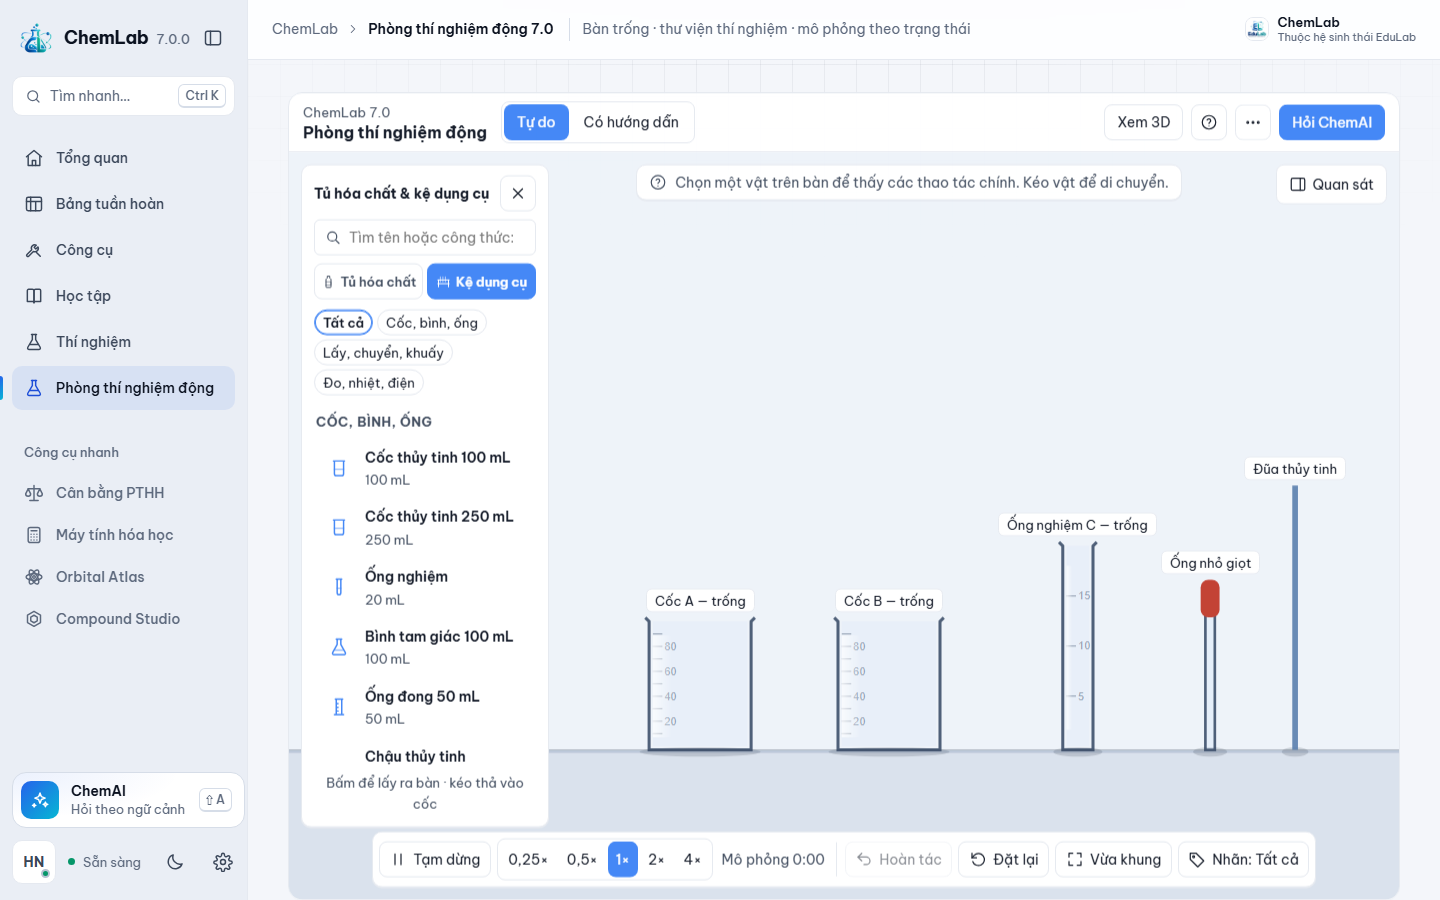 ChemLab 7.0.0
Tìm nhanh... Ctrl K
Tổng quan
Bảng tuần hoàn
Công cụ
Học tập
Thí nghiệm
Phòng thí nghiệm động
Công cụ nhanh
Cân bằng PTHH
Máy tính hóa học
Orbital Atlas
Compound Studio
ChemAI
Hỏi theo ngữ cảnh
⇧A
HN
Sẵn sàng
ChemLab › Phòng thí nghiệm động 7.0
Bàn trống · thư viện thí nghiệm · mô phỏng theo trạng thái
ChemLab
Thuộc hệ sinh thái EduLab
ChemLab 7.0
Phòng thí nghiệm động
Tự do
Có hướng dẫn
Xem 3D
Hỏi ChemAI
Tủ hóa chất & kệ dụng cụ
Tìm tên hoặc công thức:
Tủ hóa chất
Kệ dụng cụ
Tất cả
Cốc, bình, ống
Lấy, chuyển, khuấy
Đo, nhiệt, điện
CỐC, BÌNH, ỐNG
Cốc thủy tinh 100 mL
100 mL
Cốc thủy tinh 250 mL
250 mL
Ống nghiệm
20 mL
Bình tam giác 100 mL
100 mL
Ống đong 50 mL
50 mL
Chậu thủy tinh
Bấm để lấy ra bàn · kéo thả vào
cốc
Chọn một vật trên bàn để thấy các thao tác chính. Kéo vật để di chuyển.
Quan sát
Cốc A — trống
80
60
40
20
Cốc B — trống
80
60
40
20
Ống nghiệm C — trống
15
10
5
Ống nhỏ giọt
Đũa thủy tinh
Tạm dừng
0,25×
0,5×
1×
2×
4×
Mô phỏng 0:00
Hoàn tác
Đặt lại
Vừa khung
Nhãn: Tất cả